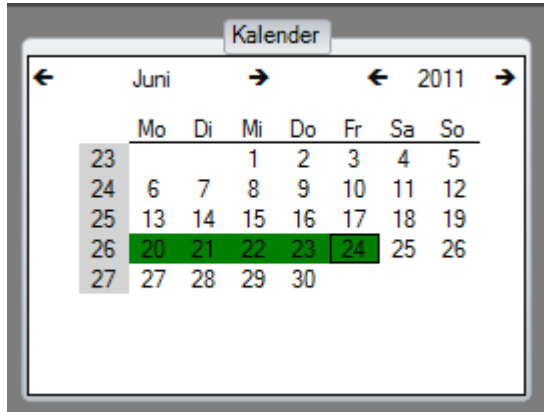 Kalender
← Juni → ← 2011 →
Mo Di Mi Do Fr Sa So
23 1 2 3 4 5
24 6 7 8 9 10 11 12
25 13 14 15 16 17 18 19
26 20 21 22 23 24 25 26
27 27 28 29 30